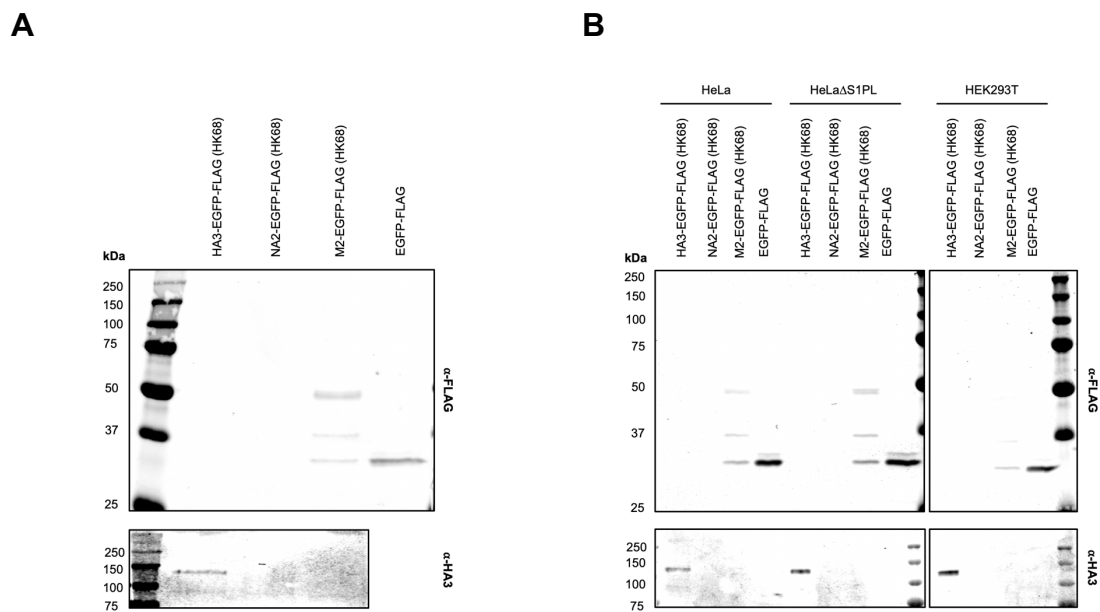 A
B
HeLa
HeLaΔS1PL
HEK293T
HA3-EGFP-FLAG (HK68)
NA2-EGFP-FLAG (HK68)
M2-EGFP-FLAG (HK68)
EGFP-FLAG
HA3-EGFP-FLAG (HK68)
NA2-EGFP-FLAG (HK68)
M2-EGFP-FLAG (HK68)
EGFP-FLAG
HA3-EGFP-FLAG (HK68)
NA2-EGFP-FLAG (HK68)
M2-EGFP-FLAG (HK68)
EGFP-FLAG
HA3-EGFP-FLAG (HK68)
NA2-EGFP-FLAG (HK68)
M2-EGFP-FLAG (HK68)
EGFP-FLAG
kDa
250
150
100
75
50
37
25
α-FLAG
250
150
100
75
α-HA3
kDa
250
150
100
75
50
37
25
α-FLAG
250
150
100
75
α-HA3